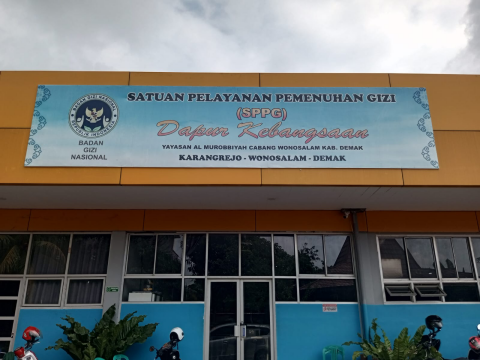 SATUAN PELAYANAN PEMENUHAN GIZI
(SPPG)
Dapur Kebangsaan
YAYASAN AL MUROBBIYAH CABANG WONOSALAM KAB. DEMAK
KARANGREJO - WONOSALAM - DEMAK
BADAN
GIZI
NASIONAL